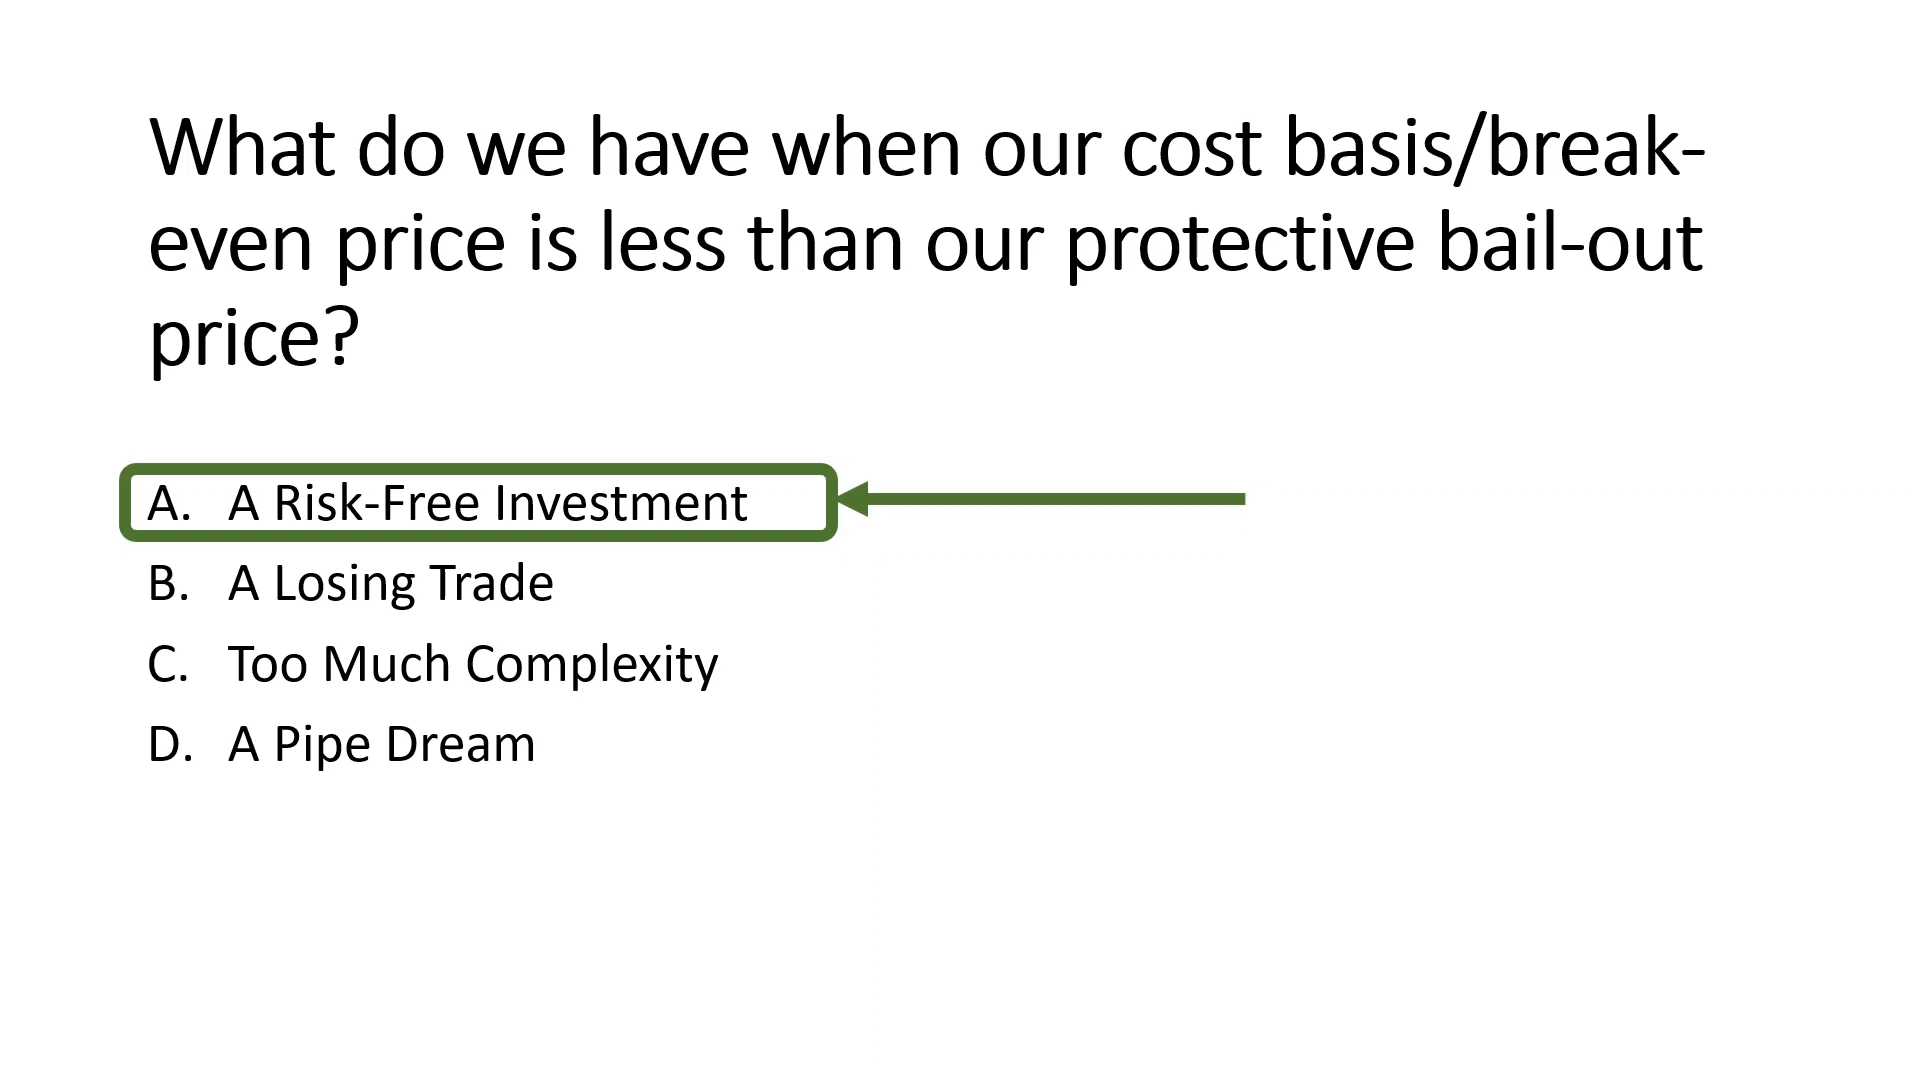 What do we have when our cost basis/break-
even price is less than our protective bail-out
price?
A. A Risk-Free Investment
B. A Losing Trade
C. Too Much Complexity
D. A Pipe Dream